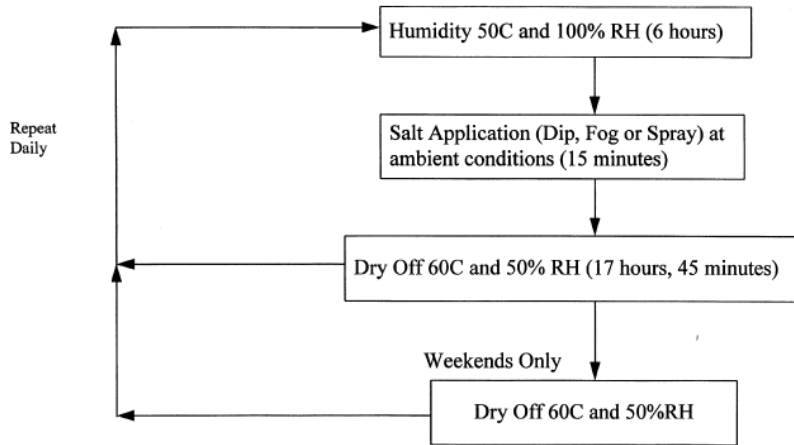 Humidity 50C and 100% RH (6 hours)
Repeat
Daily
Salt Application (Dip, Fog or Spray) at
ambient conditions (15 minutes)
Dry Off 60C and 50% RH (17 hours, 45 minutes)
Weekends Only
Dry Off 60C and 50%RH